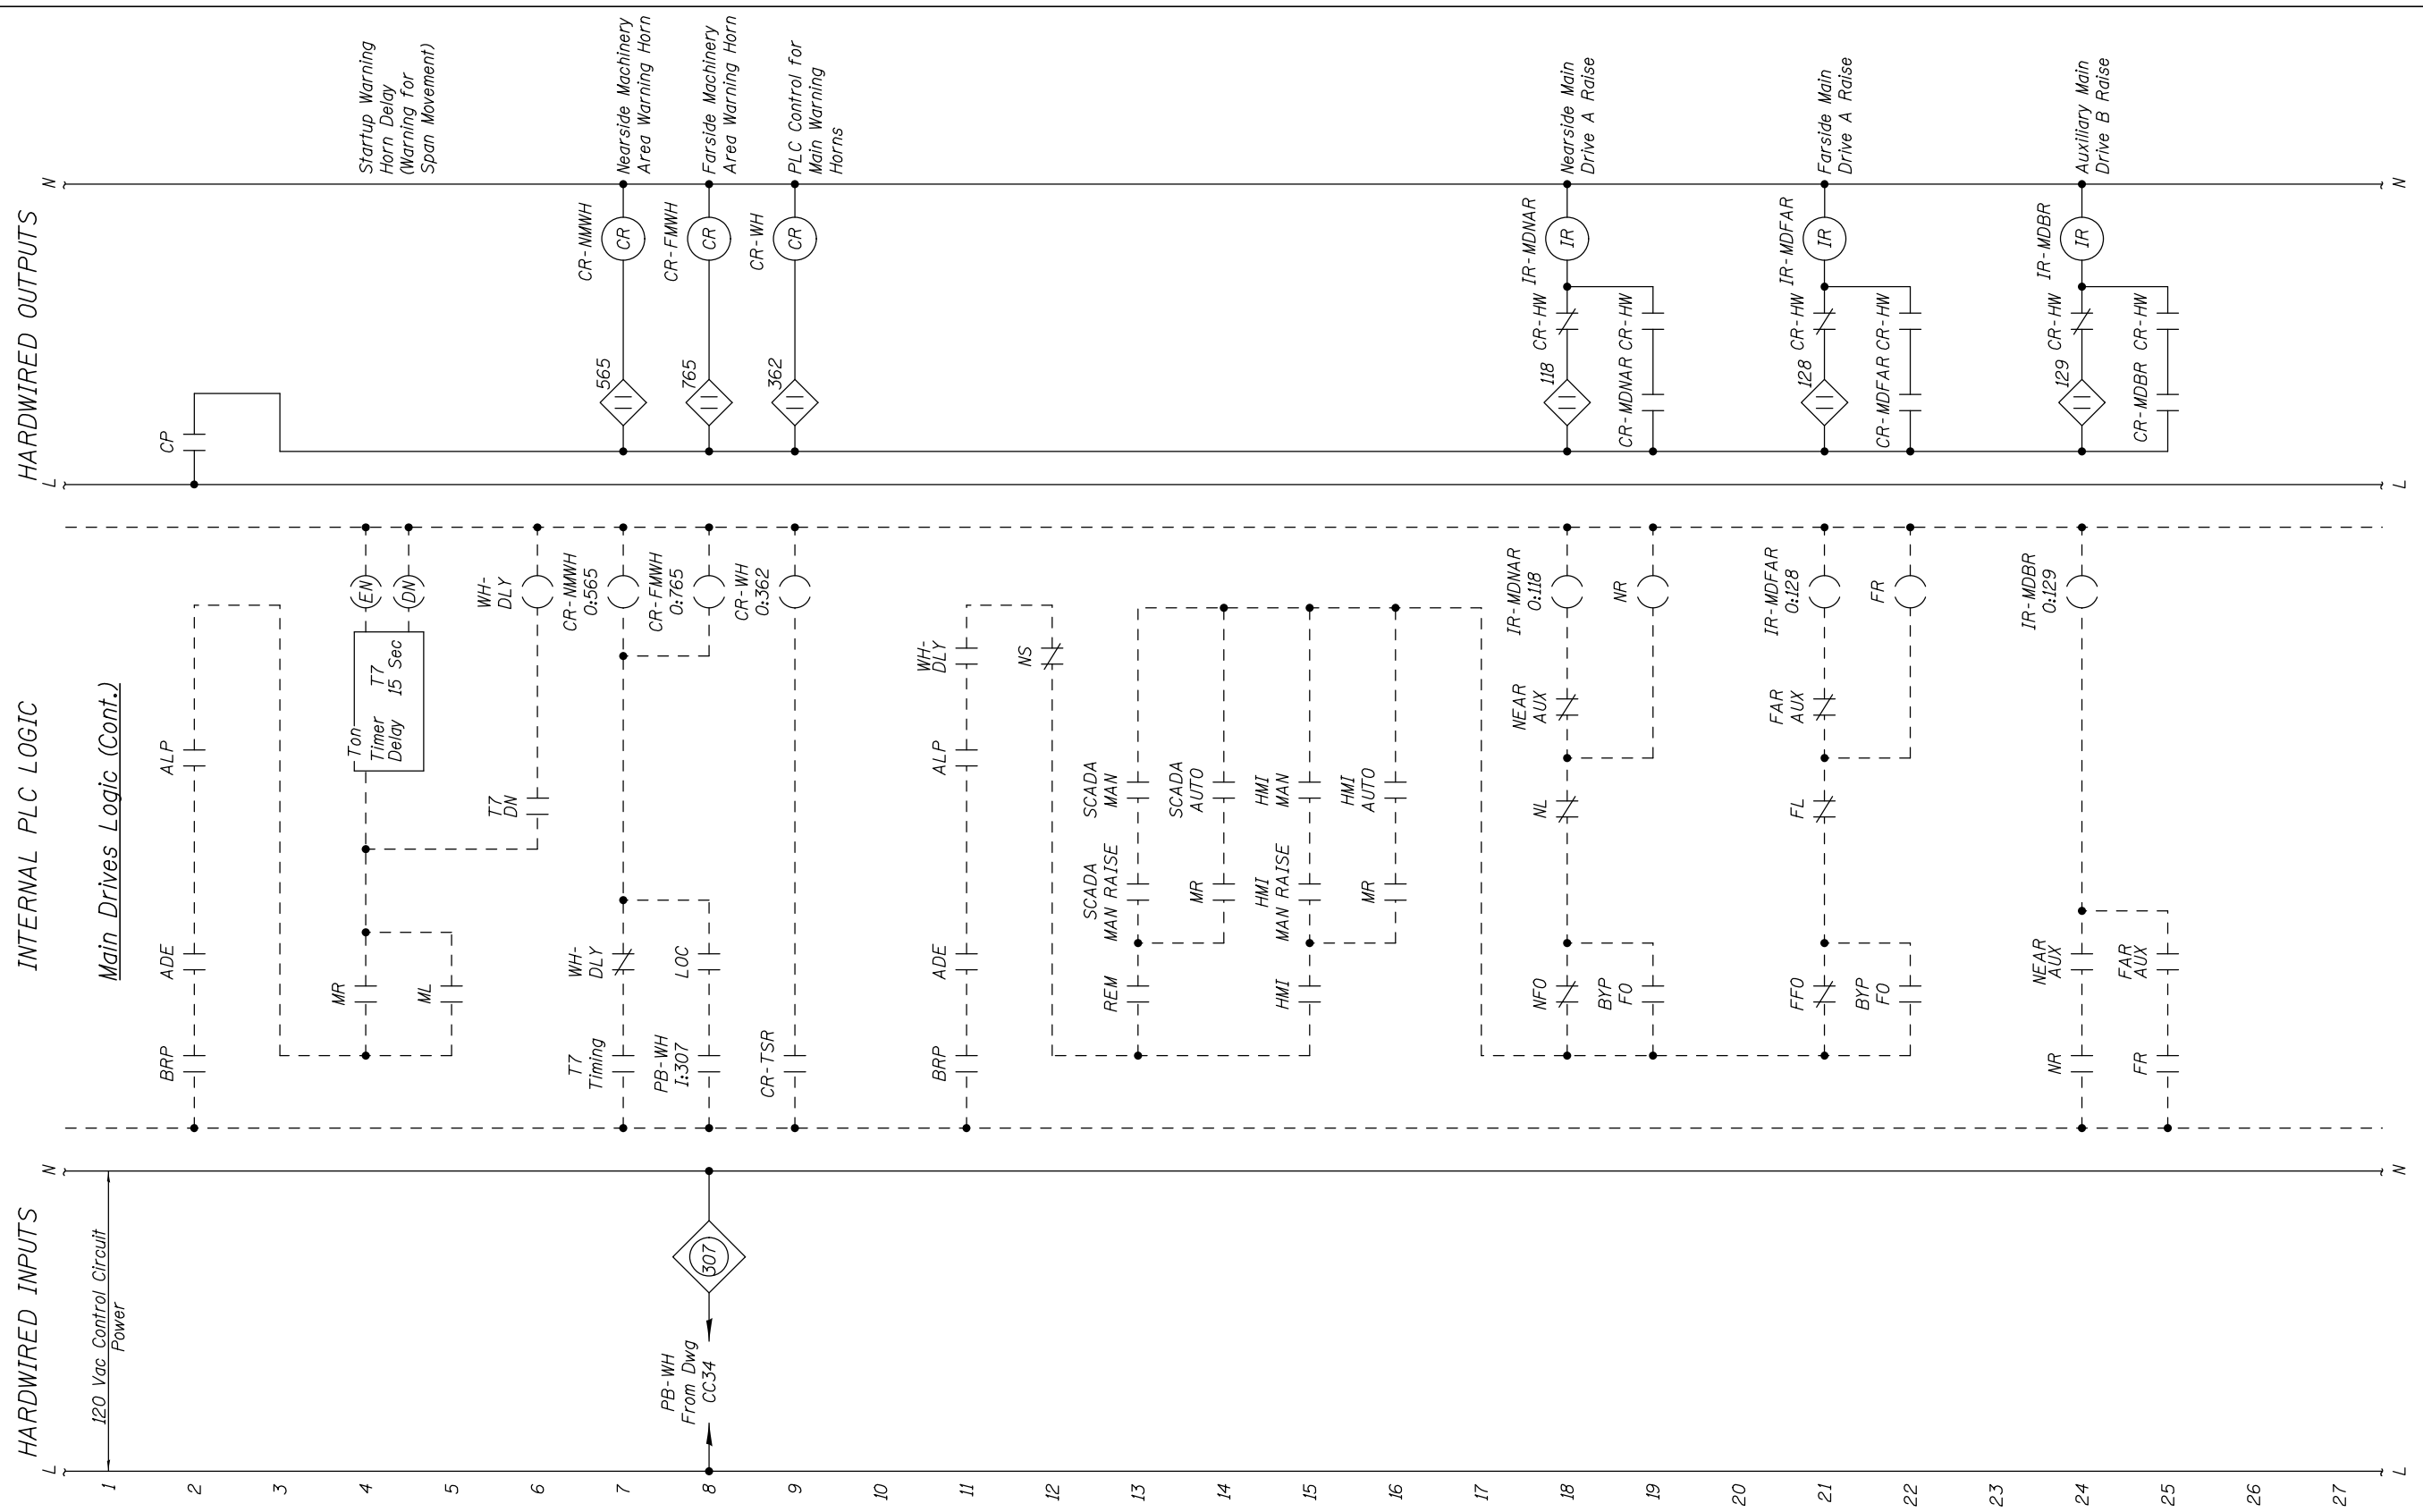 HARDWIRED INPUTS
INTERNAL PLC LOGIC
HARDWIRED OUTPUTS
L
N
L
N
1
120 Vac Control Circuit
Power
Main Drives Logic (Cont.)
2
BRP
ADE
ALP
CP
3
4
MR
Ton
Timer
Delay
T7
15 Sec
EN
DN
Startup Warning
Horn Delay
(Warning for
Span Movement)
5
ML
6
T7
DN
WH-
DLY
7
T7
Timing
WH-
DLY
CR-NMWH
O:565
565
CR-NMWH
CR
Nearside Machinery
Area Warning Horn
8
PB-WH
From Dwg
CC34
307
PB-WH
I:307
LOC
CR-FMWH
O:765
765
CR-FMWH
CR
Farside Machinery
Area Warning Horn
9
CR-TSR
CR-WH
O:362
362
CR-WH
CR
PLC Control for
Main Warning
Horns
10
11
BRP
ADE
ALP
WH-
DLY
12
NS
13
REM
SCADA
MAN RAISE
SCADA
MAN
14
MR
SCADA
AUTO
15
HMI
HMI
MAN RAISE
HMI
MAN
16
MR
HMI
AUTO
17
18
NFO
NL
NEAR
AUX
IR-MDNAR
O:118
118
CR-HW
IR-MDNAR
IR
Nearside Main
Drive A Raise
19
BYP
FO
NR
CR-MDNAR
CR-HW
20
21
FFO
FL
FAR
AUX
IR-MDFAR
O:128
128
CR-HW
IR-MDFAR
IR
Farside Main
Drive A Raise
22
BYP
FO
FR
CR-MDFAR
CR-HW
23
24
NR
NEAR
AUX
IR-MDBR
O:129
129
CR-HW
IR-MDBR
IR
Auxiliary Main
Drive B Raise
25
FR
FAR
AUX
CR-MDBR
CR-HW
26
27
L
N
L
N